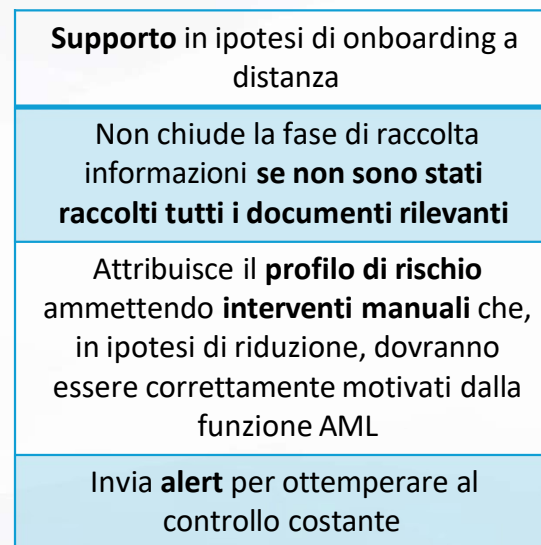 Supporto in ipotesi di onboarding a
distanza
Non chiude la fase di raccolta
informazioni se non sono stati
raccolti tutti i documenti rilevanti
Attribuisce il profilo di rischio
ammettendo interventi manuali che,
in ipotesi di riduzione, dovranno
essere correttamente motivati dalla
funzione AML
Invia alert per ottemperare al
controllo costante